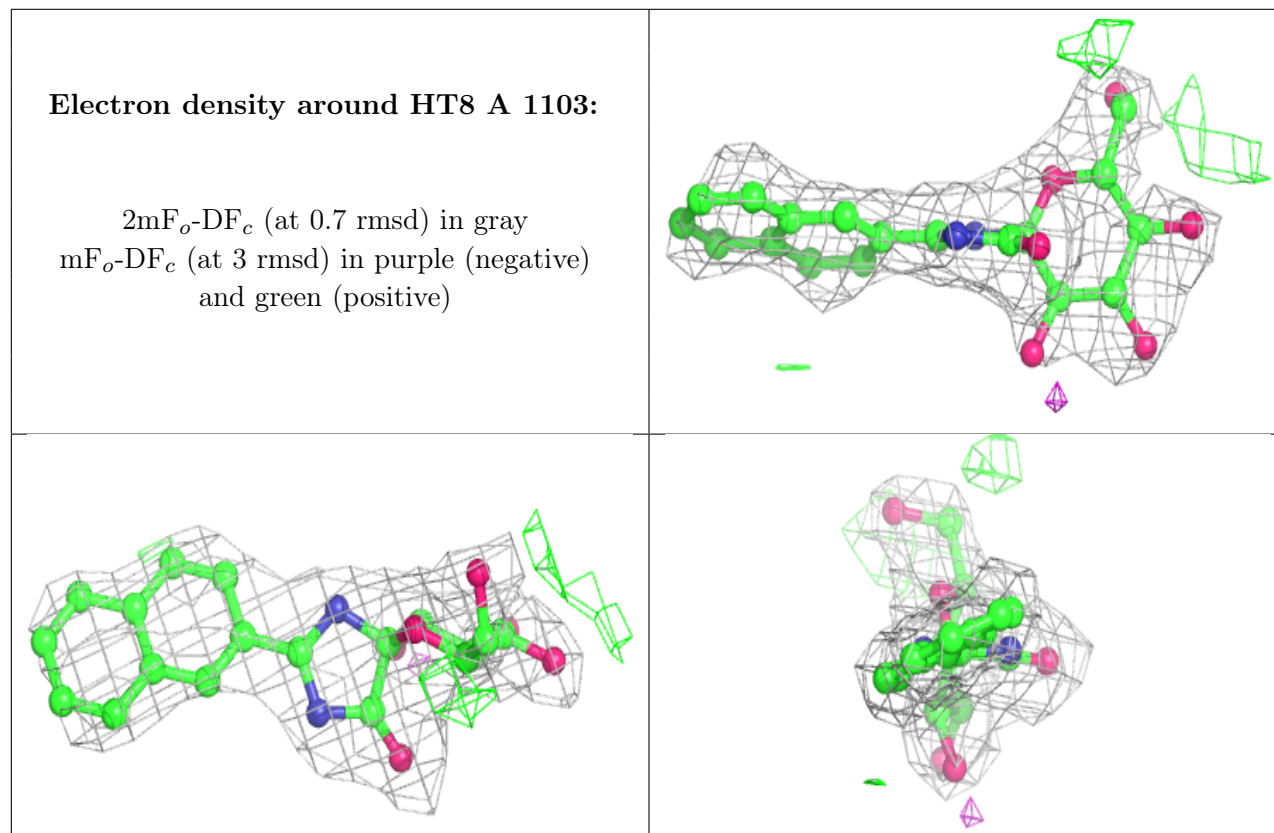 Electron density around HT8 A 1103:
2mFo-DFc (at 0.7 rmsd) in gray
mFo-DFc (at 3 rmsd) in purple (negative)
and green (positive)